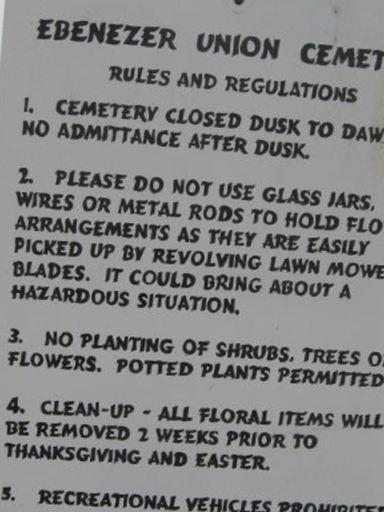 EBENEZER UNION CEMET
RULES AND REGULATIONS
1. CEMETERY CLOSED DUSK TO DAW
NO ADMITTANCE AFTER DUSK.
2. PLEASE DO NOT USE GLASS JARS,
WIRES OR METAL RODS TO HOLD FLO
ARRANGEMENTS AS THEY ARE EASILY
PICKED UP BY REVOLVING LAWN MOWE
BLADES. IT COULD BRING ABOUT A
HAZARDOUS SITUATION.
3. NO PLANTING OF SHRUBS, TREES O
FLOWERS. POTTED PLANTS PERMITTED
4. CLEAN-UP - ALL FLORAL ITEMS WILL
BE REMOVED 2 WEEKS PRIOR TO
THANKSGIVING AND EASTER.
5. RECREATIONAL VEHICLES PROHIBITED